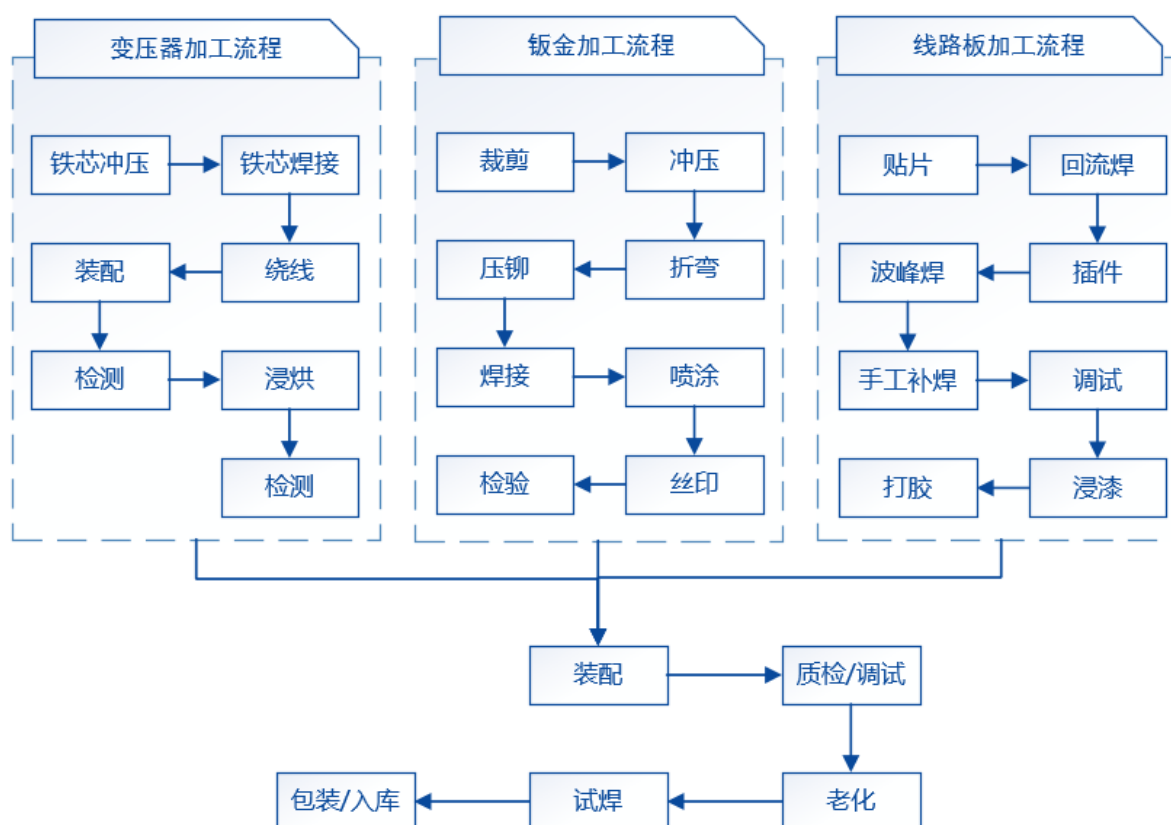 变压器加工流程
铁芯冲压
铁芯焊接
绕线
装配
检测
浸烘
检测
钣金加工流程
裁剪
冲压
折弯
压铆
焊接
喷涂
丝印
检验
线路板加工流程
贴片
回流焊
插件
波峰焊
手工补焊
调试
浸漆
打胶
装配
质检/调试
老化
试焊
包装/入库